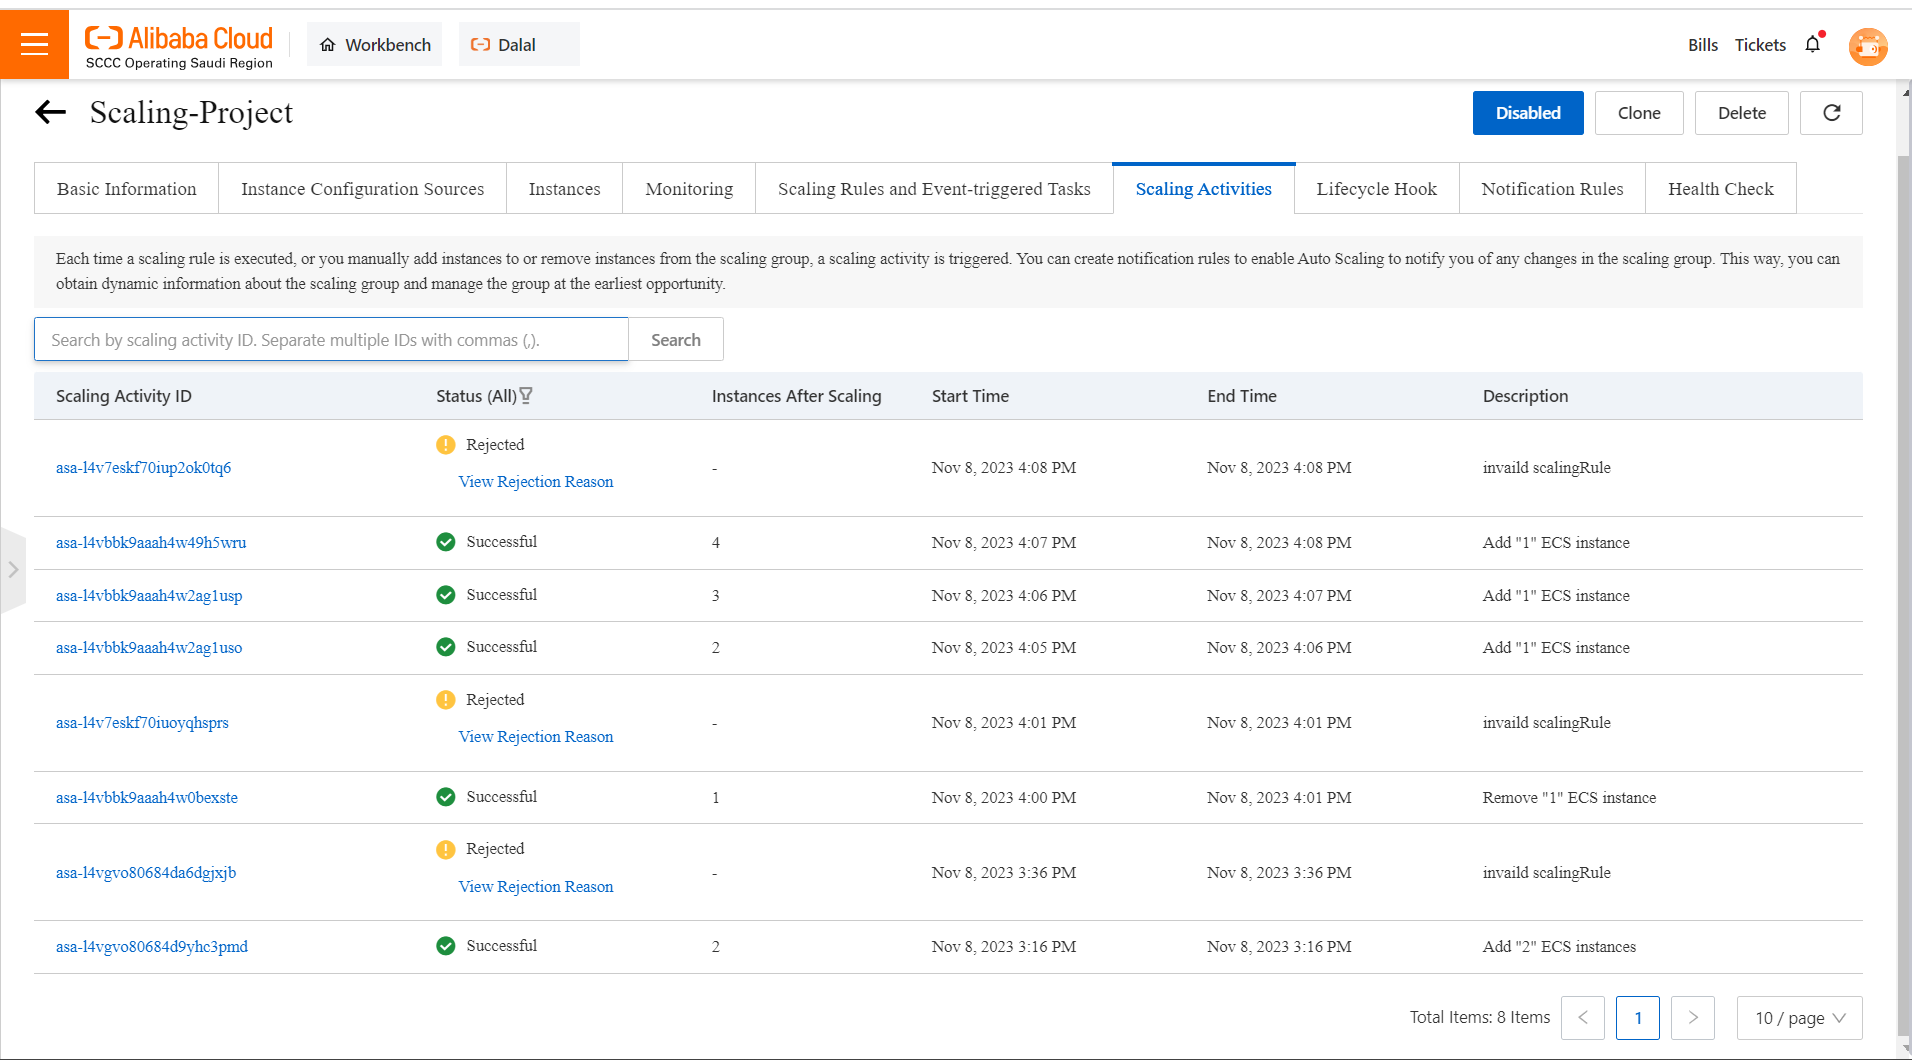 Alibaba Cloud
SCCC Operating Saudi Region
Workbench
Dalal
Bills
Tickets
Scaling-Project
Disabled
Clone
Delete
Basic Information
Instance Configuration Sources
Instances
Monitoring
Scaling Rules and Event-triggered Tasks
Scaling Activities
Lifecycle Hook
Notification Rules
Health Check
Each time a scaling rule is executed, or you manually add instances to or remove instances from the scaling group, a scaling activity is triggered. You can create notification rules to enable Auto Scaling to notify you of any changes in the scaling group. This way, you can
obtain dynamic information about the scaling group and manage the group at the earliest opportunity.
Search by scaling activity ID. Separate multiple IDs with commas (,).
Search
Scaling Activity ID Status (All) Instances After Scaling Start Time End Time Description
Rejected
asa-l4v7eskf70iup2ok0tq6 - Nov 8, 2023 4:08 PM Nov 8, 2023 4:08 PM invaild scalingRule
View Rejection Reason
asa-l4vbbk9aaah4w49h5wru Successful 4 Nov 8, 2023 4:07 PM Nov 8, 2023 4:08 PM Add "1" ECS instance
asa-l4vbbk9aaah4w2ag1usp Successful 3 Nov 8, 2023 4:06 PM Nov 8, 2023 4:07 PM Add "1" ECS instance
asa-l4vbbk9aaah4w2ag1uso Successful 2 Nov 8, 2023 4:05 PM Nov 8, 2023 4:06 PM Add "1" ECS instance
Rejected
asa-l4v7eskf70iuoyqhsprs - Nov 8, 2023 4:01 PM Nov 8, 2023 4:01 PM invaild scalingRule
View Rejection Reason
asa-l4vbbk9aaah4w0bexste Successful 1 Nov 8, 2023 4:00 PM Nov 8, 2023 4:01 PM Remove "1" ECS instance
Rejected
asa-l4vgvo80684da6dgjxjb - Nov 8, 2023 3:36 PM Nov 8, 2023 3:36 PM invaild scalingRule
View Rejection Reason
asa-l4vgvo80684d9yhc3pmd Successful 2 Nov 8, 2023 3:16 PM Nov 8, 2023 3:16 PM Add "2" ECS instances
Total Items: 8 Items < 1 > 10 / page